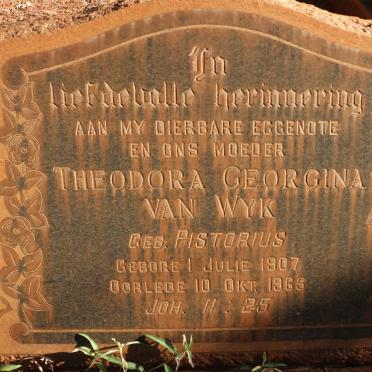 In
liefdevolle herinnering
AAN MY DIERBARE EGGENOTE
EN ONS MOEDER
THEODORA GEORGINA
VAN WYK
GEB. PISTORIUS
GEBORE 1 JULIE 1907
OORLEDE 10 OKT. 1965
JOH. 11 : 25